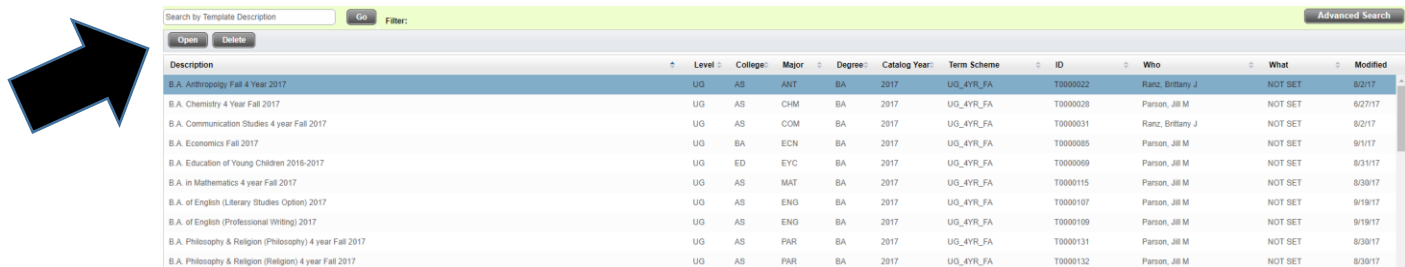 Search by Template Description Go Filter: Advanced Search
Open Delete
Description Level College Major Degree Catalog Year Term Scheme ID Who What Modified
B.A. Anthropolgy Fall 4 Year 2017 UG AS ANT BA 2017 UG_4YR_FA T0000022 Ranz, Brittany J NOT SET 8/2/17
B.A. Chemistry 4 Year Fall 2017 UG AS CHM BA 2017 UG_4YR_FA T0000028 Parson, Jill M NOT SET 6/27/17
B.A. Communication Studies 4 year Fall 2017 UG AS COM BA 2017 UG_4YR_FA T0000031 Ranz, Brittany J NOT SET 8/2/17
B.A. Economics Fall 2017 UG BA ECN BA 2017 UG_4YR_FA T0000085 Parson, Jill M NOT SET 9/1/17
B.A. Education of Young Children 2016-2017 UG ED EYC BA 2017 UG_4YR_FA T0000069 Parson, Jill M NOT SET 8/31/17
B.A. in Mathematics 4 year Fall 2017 UG AS MAT BA 2017 UG_4YR_FA T0000115 Parson, Jill M NOT SET 8/30/17
B.A. of English (Literary Studies Option) 2017 UG AS ENG BA 2017 UG_4YR_FA T0000107 Parson, Jill M NOT SET 9/19/17
B.A. of English (Professional Writing) 2017 UG AS ENG BA 2017 UG_4YR_FA T0000109 Parson, Jill M NOT SET 9/19/17
B.A. Philosophy & Religion (Philosophy) 4 year Fall 2017 UG AS PAR BA 2017 UG_4YR_FA T0000131 Parson, Jill M NOT SET 8/30/17
B.A. Philosophy & Religion (Religion) 4 year Fall 2017 UG AS PAR BA 2017 UG_4YR_FA T0000132 Parson, Jill M NOT SET 8/30/17